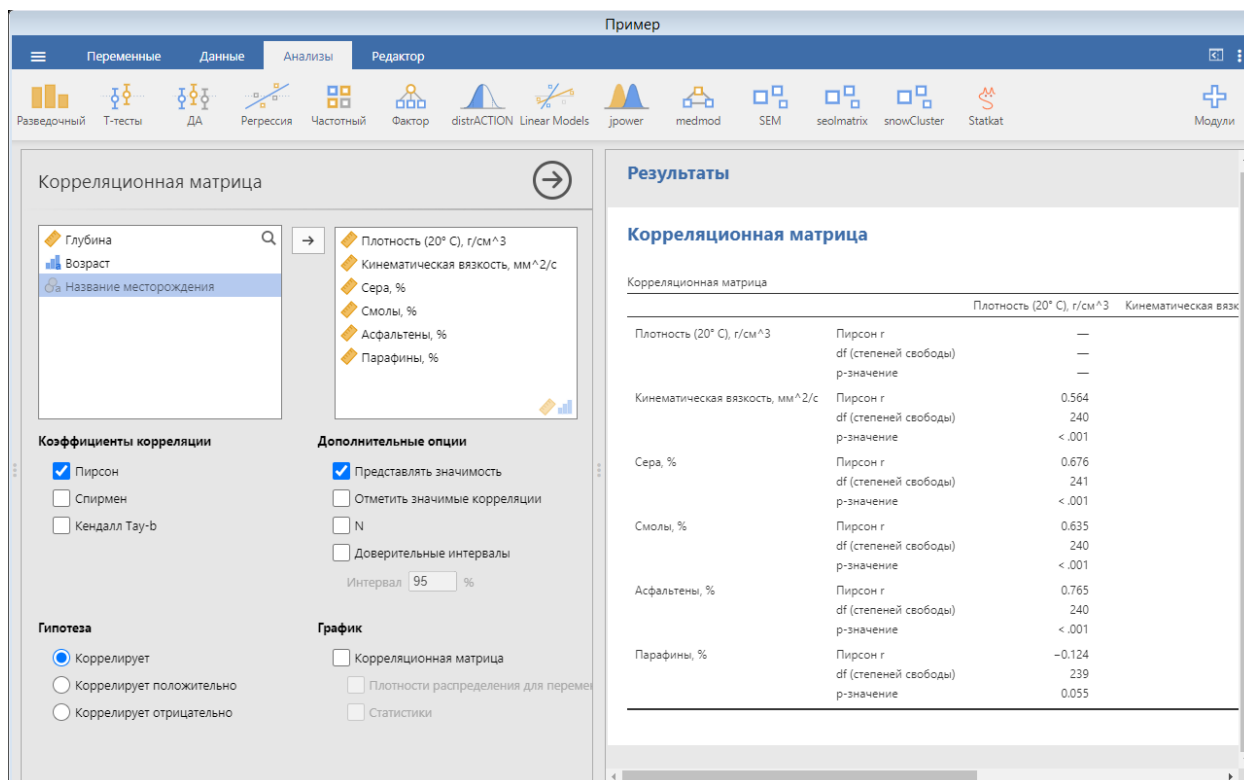 Пример
Переменные Данные Анализы Редактор
Разведочный Т-тесты ДА Регрессия Частотный Фактор distrACTION Linear Models jpower medmod SEM seolmatrix snowCluster Statkat Модули
Корреляционная матрица
Глубина
Возраст
Название месторождения
Плотность (20° C), г/см^3
Кинематическая вязкость, мм^2/с
Сера, %
Смолы, %
Асфальтены, %
Парафины, %
Коэффициенты корреляции
Пирсон
Спирмен
Кендалл Тау-b
Дополнительные опции
Представлять значимость
Отметить значимые корреляции
N
Доверительные интервалы
Интервал 95 %
Гипотеза
Коррелирует
Коррелирует положительно
Коррелирует отрицательно
График
Корреляционная матрица
Плотности распределения для переме
Статистики
Результаты
Корреляционная матрица
Корреляционная матрица
Плотность (20° C), г/см^3 Кинематическая вязк
Плотность (20° C), г/см^3 Пирсон r —
df (степеней свободы) —
p-значение —
Кинематическая вязкость, мм^2/с Пирсон r 0.564
df (степеней свободы) 240
p-значение < .001
Сера, % Пирсон r 0.676
df (степеней свободы) 241
p-значение < .001
Смолы, % Пирсон r 0.635
df (степеней свободы) 240
p-значение < .001
Асфальтены, % Пирсон r 0.765
df (степеней свободы) 240
p-значение < .001
Парафины, % Пирсон r −0.124
df (степеней свободы) 239
p-значение 0.055